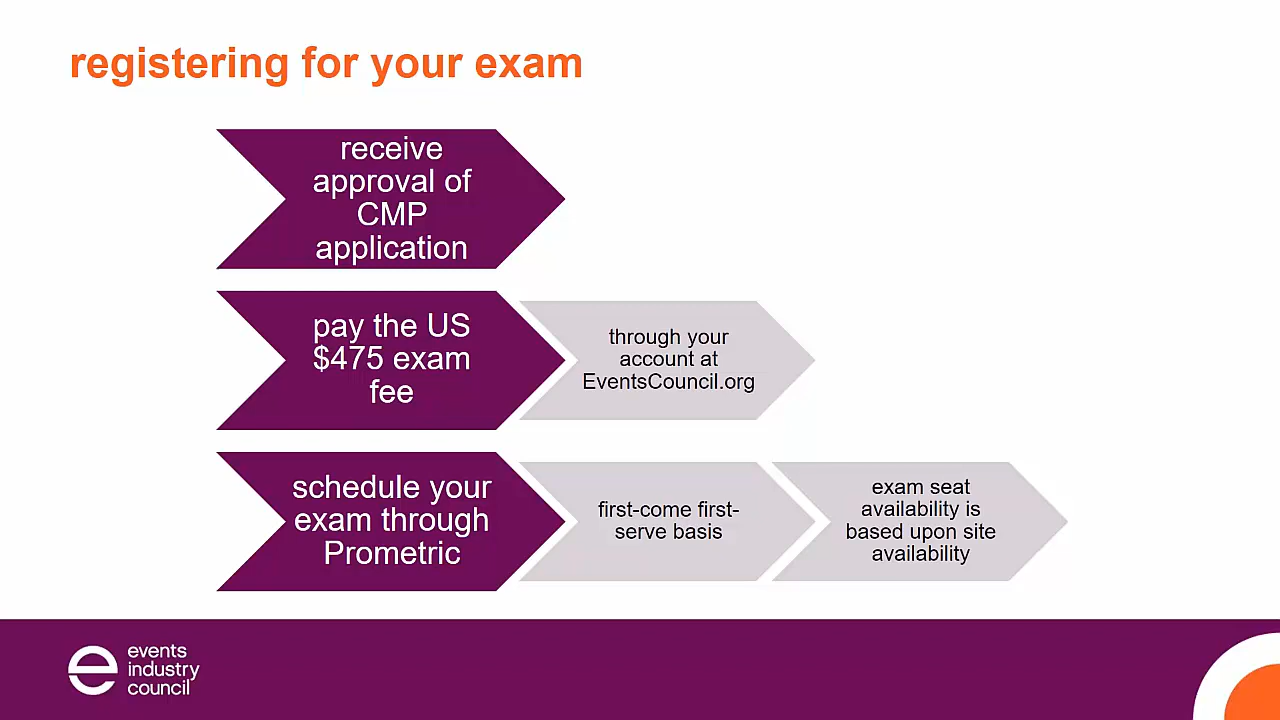 registering for your exam
receive
approval of
CMP
application
pay the US
$475 exam
fee
through your
account at
EventsCouncil.org
schedule your
exam through
Prometric
first-come first-
serve basis
exam seat
availability is
based upon site
availability
events
industry
council